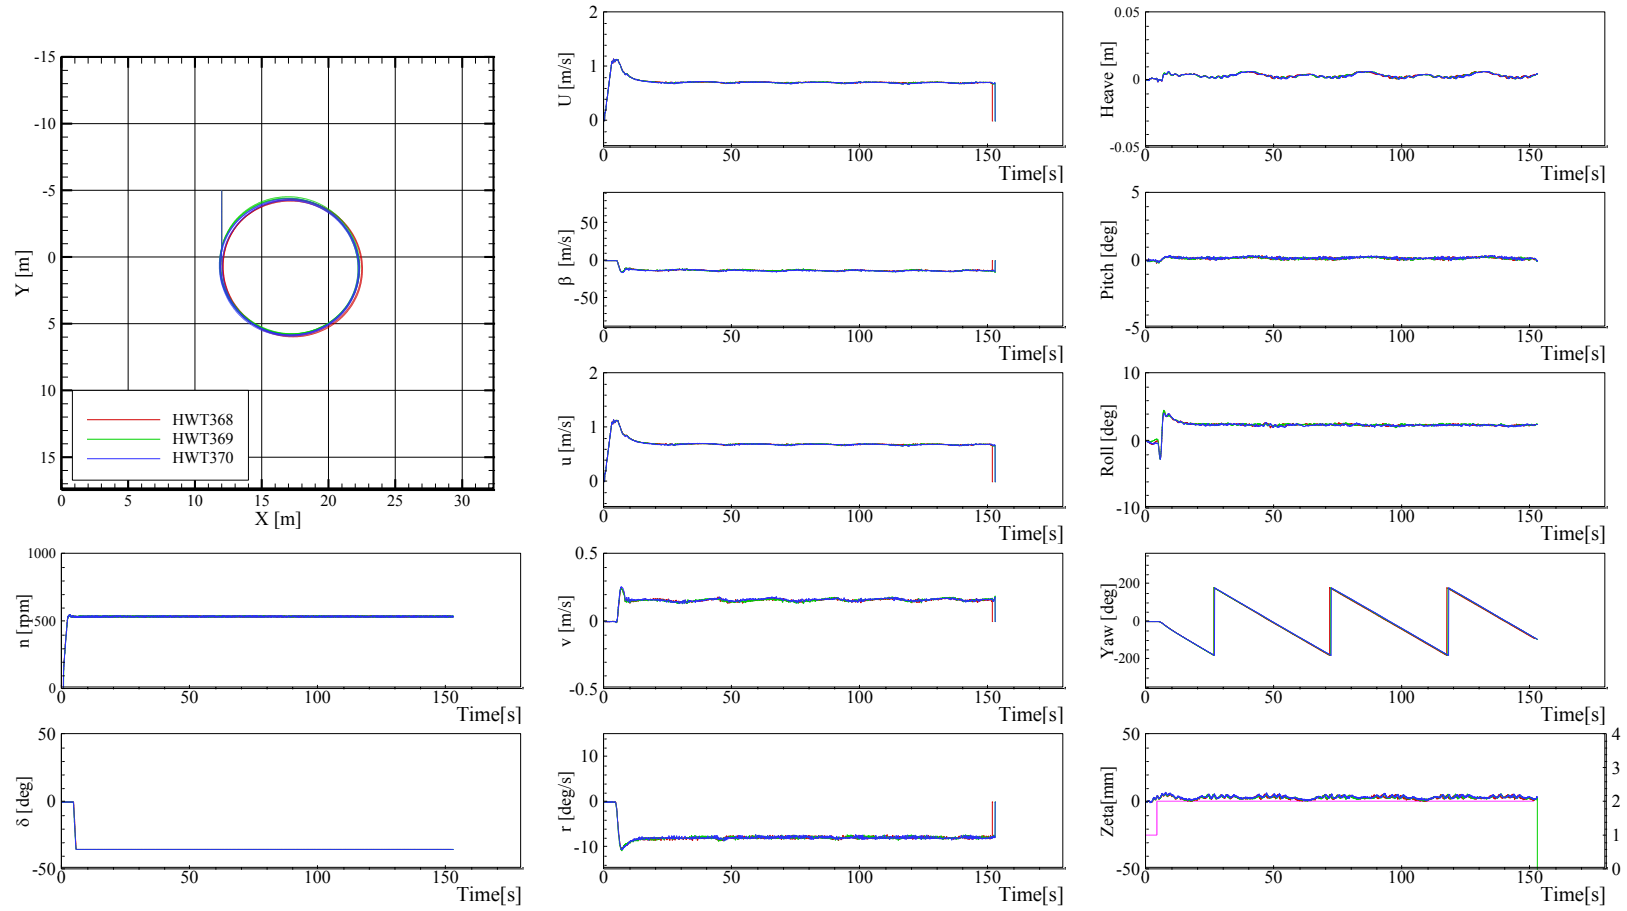 -15
-10
-5
0
5
10
15
Y [m]
0 5 10 15 20 25 30
X [m]
HWT368
HWT369
HWT370
2
1
0
U [m/s]
0 50 100 150
Time[s]
0.05
0
-0.05
Heave [m]
0 50 100 150
Time[s]
50
0
-50
β [m/s]
0 50 100 150
Time[s]
5
0
-5
Pitch [deg]
0 50 100 150
Time[s]
2
1
0
u [m/s]
0 50 100 150
Time[s]
10
0
-10
Roll [deg]
0 50 100 150
Time[s]
1000
500
0
n [rpm]
0 50 100 150
Time[s]
0.5
0
-0.5
v [m/s]
0 50 100 150
Time[s]
200
0
-200
Yaw [deg]
0 50 100 150
Time[s]
50
0
-50
δ [deg]
0 50 100 150
Time[s]
10
0
-10
r [deg/s]
0 50 100 150
Time[s]
50
0
-50
Zeta[mm]
4
3
2
1
0
0 50 100 150
Time[s]